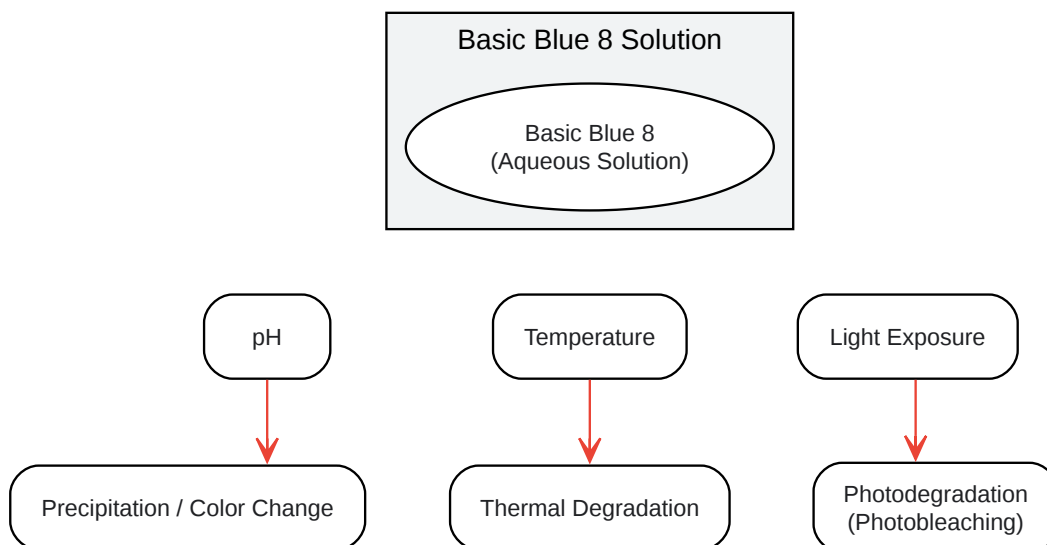 Basic Blue 8 Solution
Basic Blue 8
(Aqueous Solution)
pH
Temperature
Light Exposure
Precipitation / Color Change
Thermal Degradation
Photodegradation
(Photobleaching)